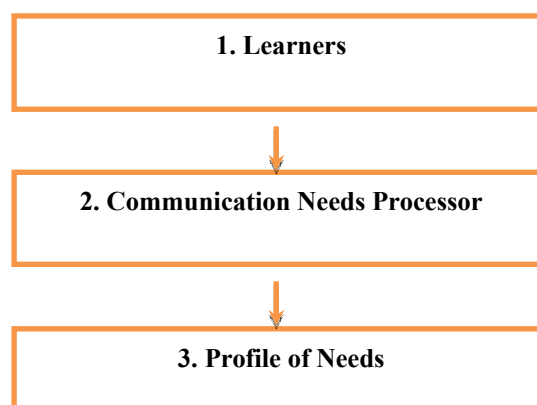 1. Learners
2. Communication Needs Processor
3. Profile of Needs